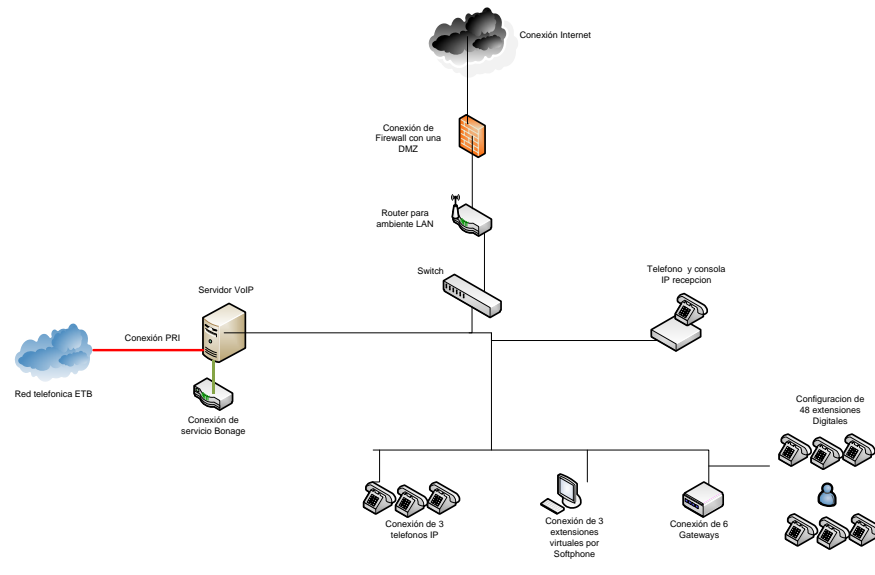 Conexión Internet
Conexión de
Firewall con una
DMZ
Router para
ambiente LAN
Switch
Telefono y consola
IP recepcion
Servidor VoIP
Conexión PRI
Red telefonica ETB
Conexión de
servicio Bonage
Configuracion de
48 extensiones
Digitales
Conexión de 3
telefonos IP
Conexión de 3
extensiones
virtuales por
Softphone
Conexión de 6
Gateways